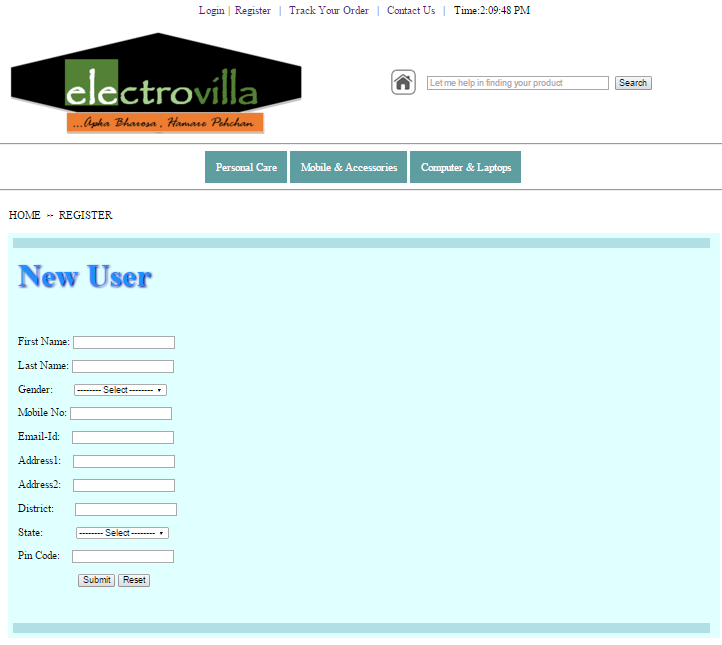 Login | Register | Track Your Order | Contact Us | Time:2:09:48 PM
electrovilla
...Apka Bharosa, Hamare Pehchan
Let me help in finding your product Search
Personal Care Mobile & Accessories Computer & Laptops
HOME ↠ REGISTER
New User
First Name:
Last Name:
Gender: -------- Select --------
Mobile No:
Email-Id:
Address1:
Address2:
District:
State: -------- Select --------
Pin Code:
Submit Reset